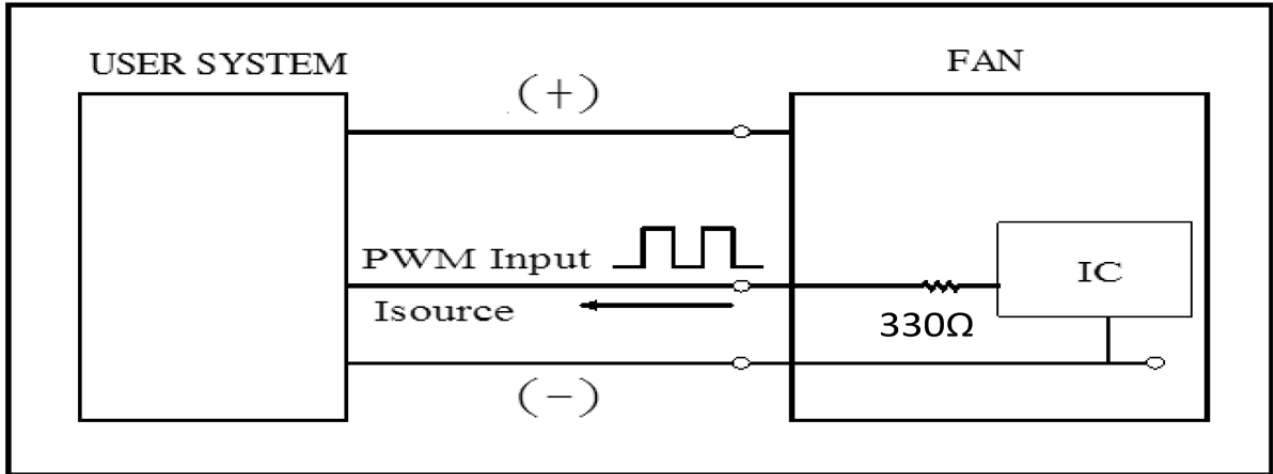 USER SYSTEM
FAN
(+)
PWM Input
IC
Isource
330Ω
(-)